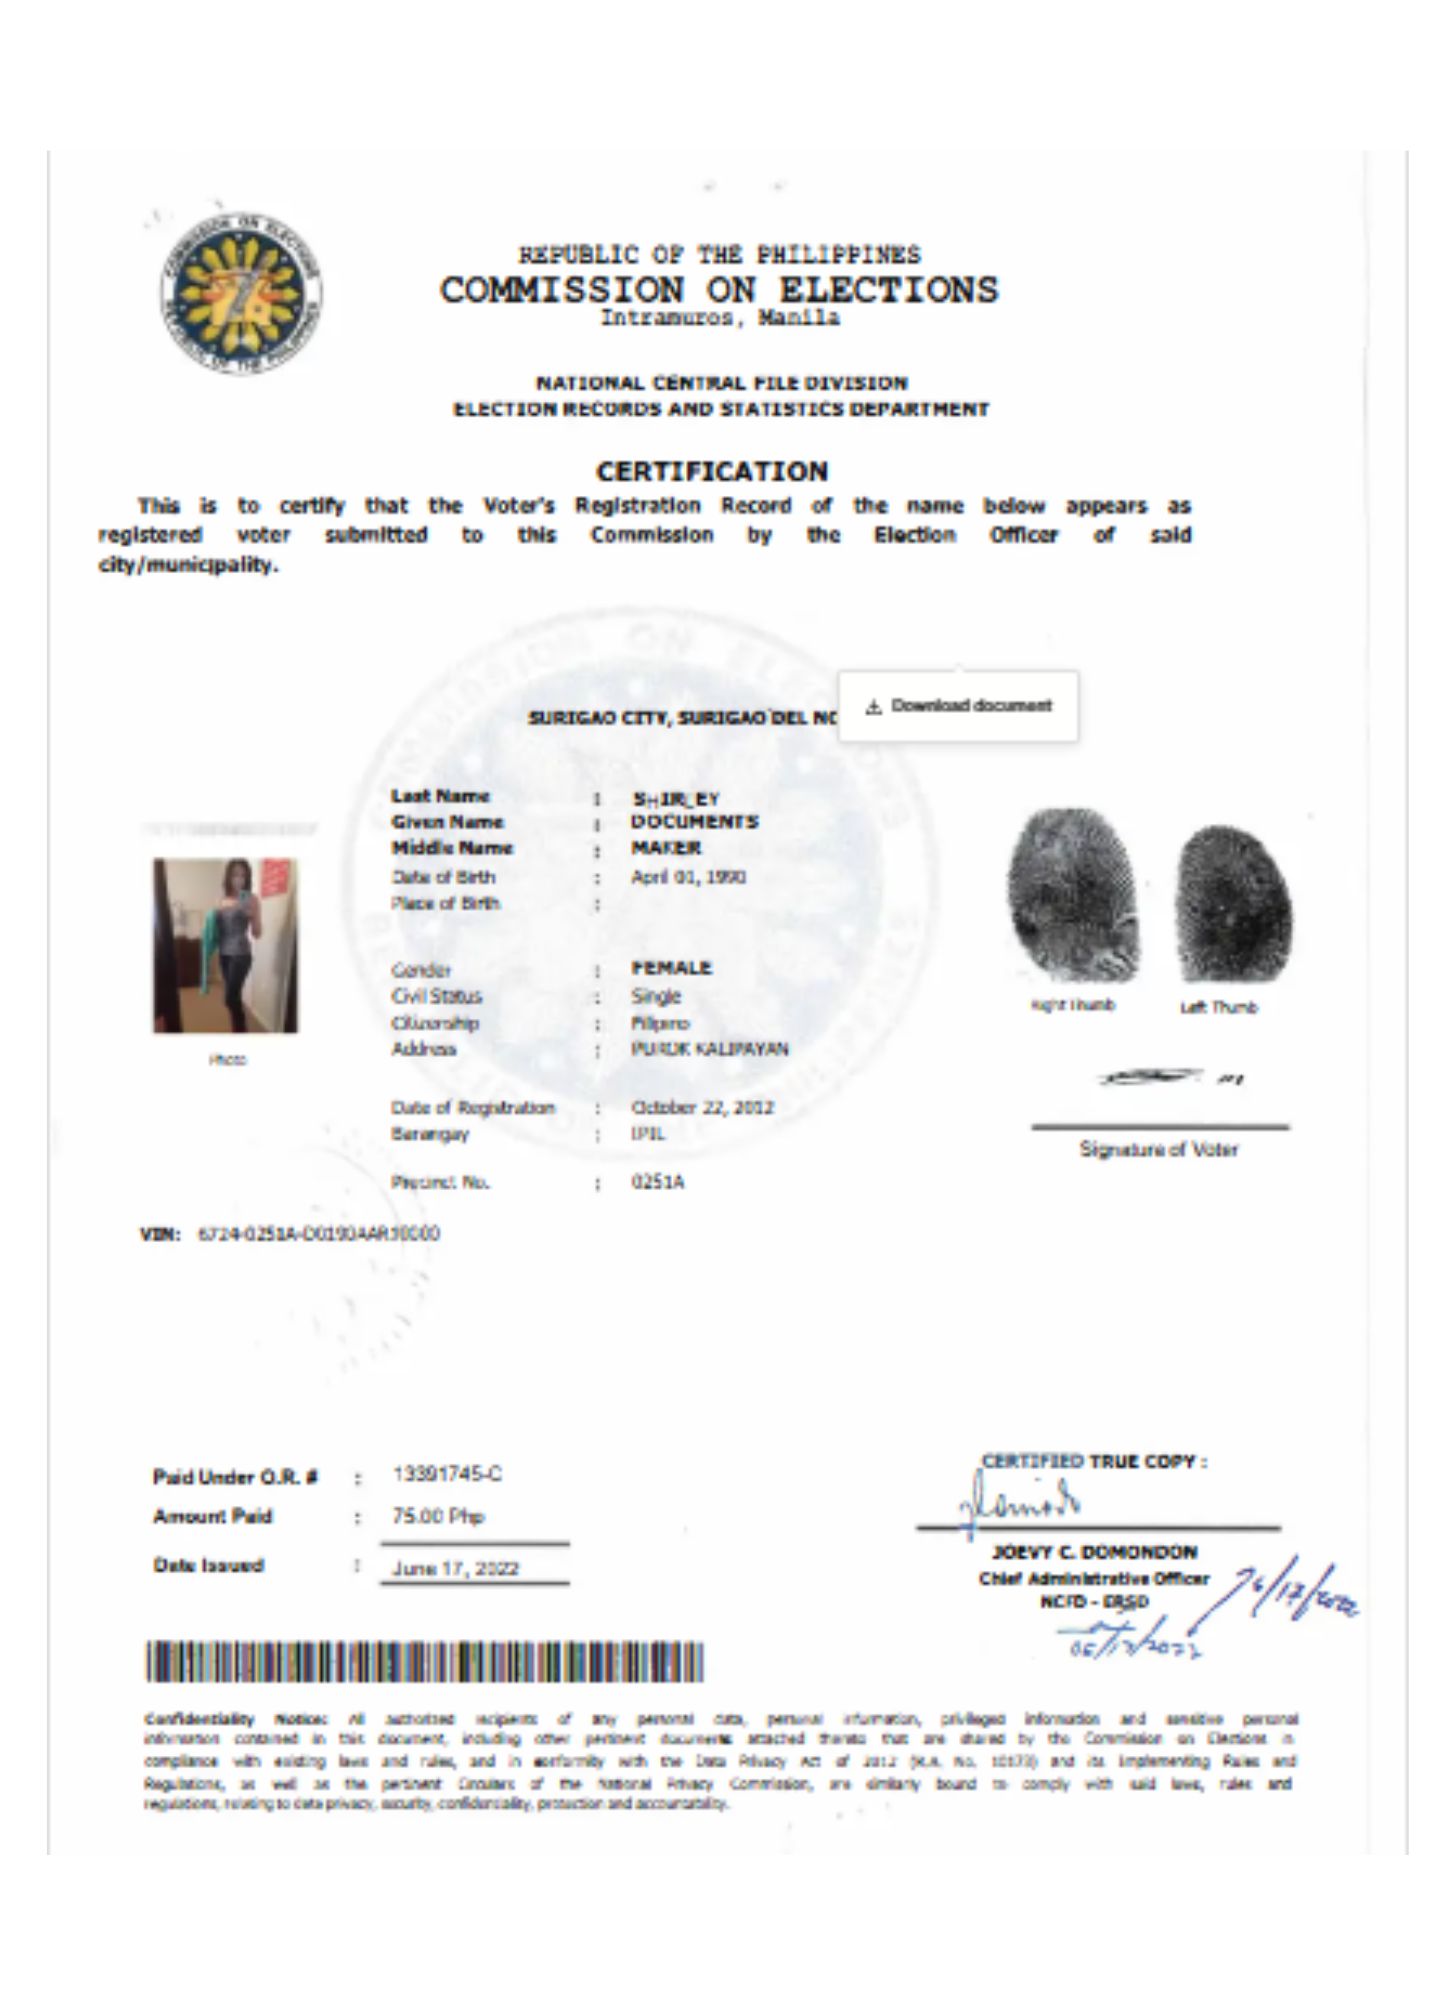 COMMISSION ON ELECTIONS
REPUBLIC OF THE PHILIPPINES
REPUBLIC OF THE PHILIPPINES
COMMISSION ON ELECTIONS
Intramuros, Manila
NATIONAL CENTRAL FILE DIVISION
ELECTION RECORDS AND STATISTICS DEPARTMENT
CERTIFICATION
This is to certify that the Voter's Registration Record of the name below appears as
registered voter submitted to this Commission by the Election Officer of said
city/municipality.
SURIGAO CITY, SURIGAO DEL NO
Download document
Last Name : SHIRLEY
Given Name : DOCUMENTS
Middle Name : MAKER
Date of Birth : April 01, 1990
Place of Birth :
Gender : FEMALE
Civil Status : Single
Citizenship : Filipino
Address : PUROK KALIPAYAN
Date of Registration : October 22, 2012
Barangay : IPIL
Precinct No. : 0251A
Photo
Right Thumb
Left Thumb
Signature of Voter
VIN: 6724-0251A-
Paid Under O.R. # : 13391745-C
Amount Paid : 75.00 Php
Date Issued : June 17, 2022
CERTIFIED TRUE COPY :
JOEVY C. DOMONDON
Chief Administrative Officer
NCFD - ERSD
Confidentiality Notice: All authorized recipients of any personal data, personal information, privileged information and sensitive personal
information contained in this document, including other pertinent documents attached thereto that are shared by the Commission on Elections in
compliance with existing laws and rules, and in conformity with the Data Privacy Act of 2012 (R.A. No. 10173) and its Implementing Rules and
Regulations, as well as the pertinent Circulars of the National Privacy Commission, are similarly bound to comply with said laws, rules and
regulations, relating to data privacy, security, confidentiality, protection and accountability.